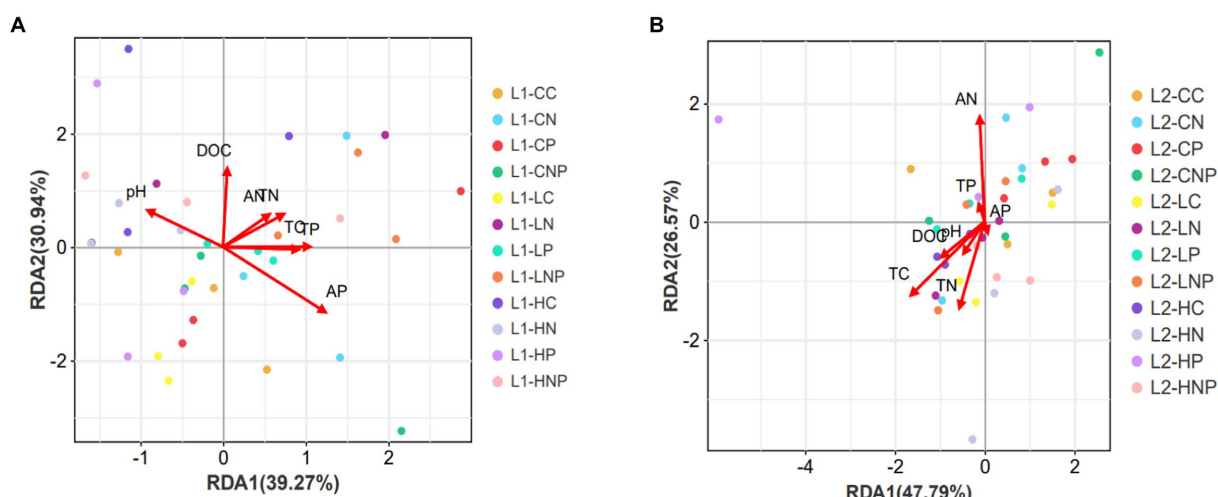 A
B
RDA2(30.94%)
2
0
-2
DOC
pH
AN
TN
TC
TP
AP
-1
0
1
2
RDA1(39.27%)
L1-CC
L1-CN
L1-CP
L1-CNP
L1-LC
L1-LN
L1-LP
L1-LNP
L1-HC
L1-HN
L1-HP
L1-HNP
RDA2(26.57%)
2
0
-2
AN
TP
AP
DOC
pH
TC
TN
-4
-2
0
2
RDA1(47.79%)
L2-CC
L2-CN
L2-CP
L2-CNP
L2-LC
L2-LN
L2-LP
L2-LNP
L2-HC
L2-HN
L2-HP
L2-HNP